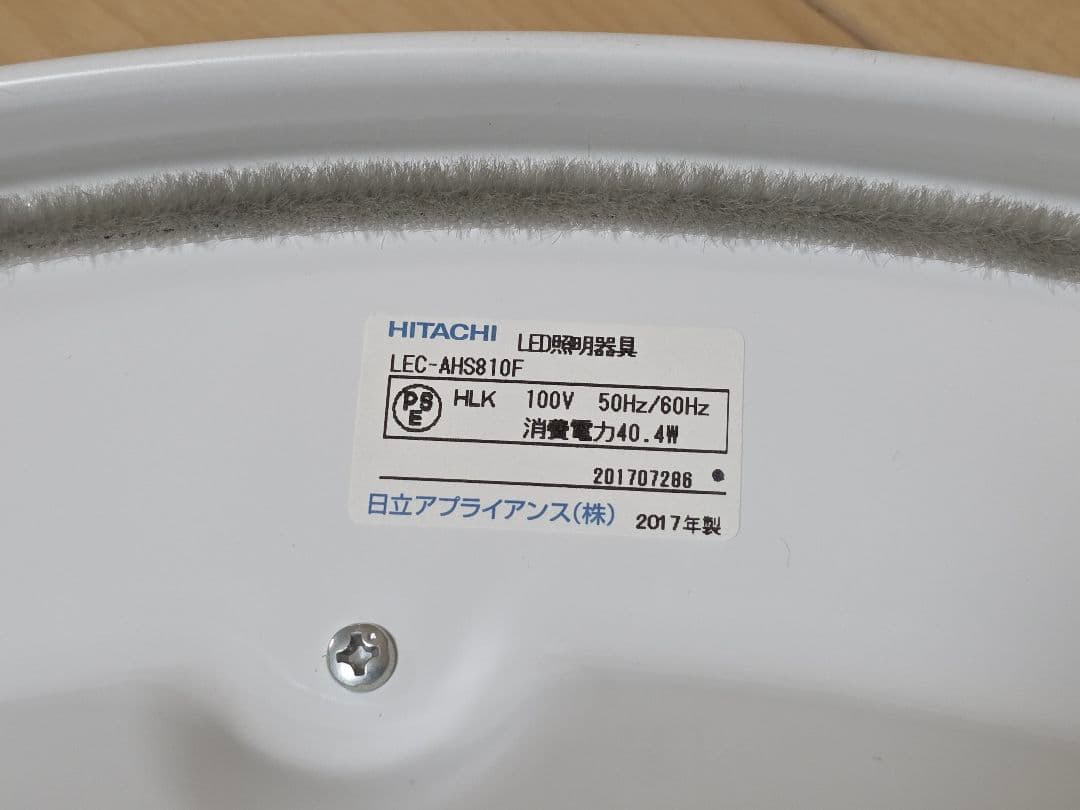 HITACHI LED照明器具
LEC-AHS810F
PSE HLK 100V 50Hz/60Hz
消費電力40.4W
201707286
日立アプライアンス(株) 2017年製